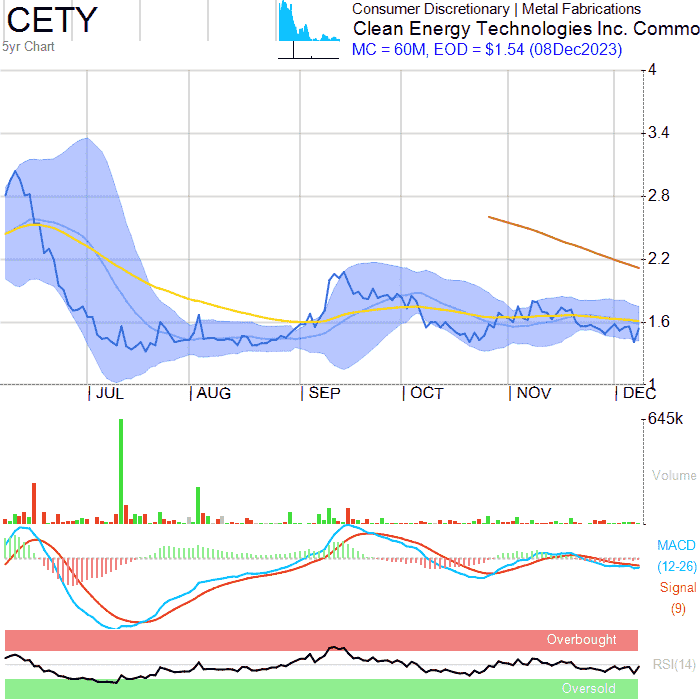 CETY
5yr Chart
Consumer Discretionary | Metal Fabrications
Clean Energy Technologies Inc. Commo
MC = 60M, EOD = $1.54 (08Dec2023)
4
3.4
2.8
2.2
1.6
1
JUL AUG SEP OCT NOV DEC
645k
Volume
MACD
(12-26)
Signal
(9)
Overbought
RSI(14)
Oversold